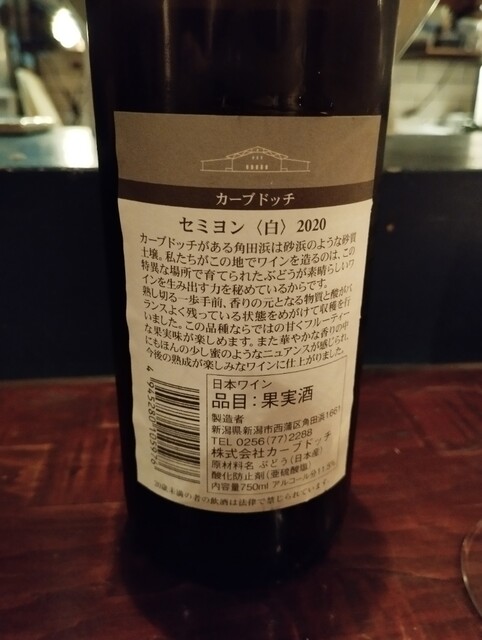 カーブドッチ
セミヨン〈白〉2020
カーブドッチがある角田浜は砂浜のような砂質
土壌。私たちがこの地でワインを造るのは、この
特異な場所で育てられたぶどうが素晴らしいワ
インを生み出す力を秘めているからです。
熟し切る一歩手前、香りの元となる物質と酸がバ
ランスよく残っている状態をめがけて収穫を行
いました。この品種ならではの甘くフルーティー
な果実味が楽しめます。また華やかな香りの中
にもほんの少し蜜のようなニュアンスが感じられ、
今後の熟成が楽しみなワインに仕上がりました。
日本ワイン
品目:果実酒
製造者
新潟県新潟市西蒲区角田浜1661
TEL 0256(77)2288
株式会社カーブドッチ
原材料名 ぶどう(日本産)
酸化防止剤(亜硫酸塩)
内容量750ml アルコール分11.5%
20歳未満の者の飲酒は法律で禁じられています